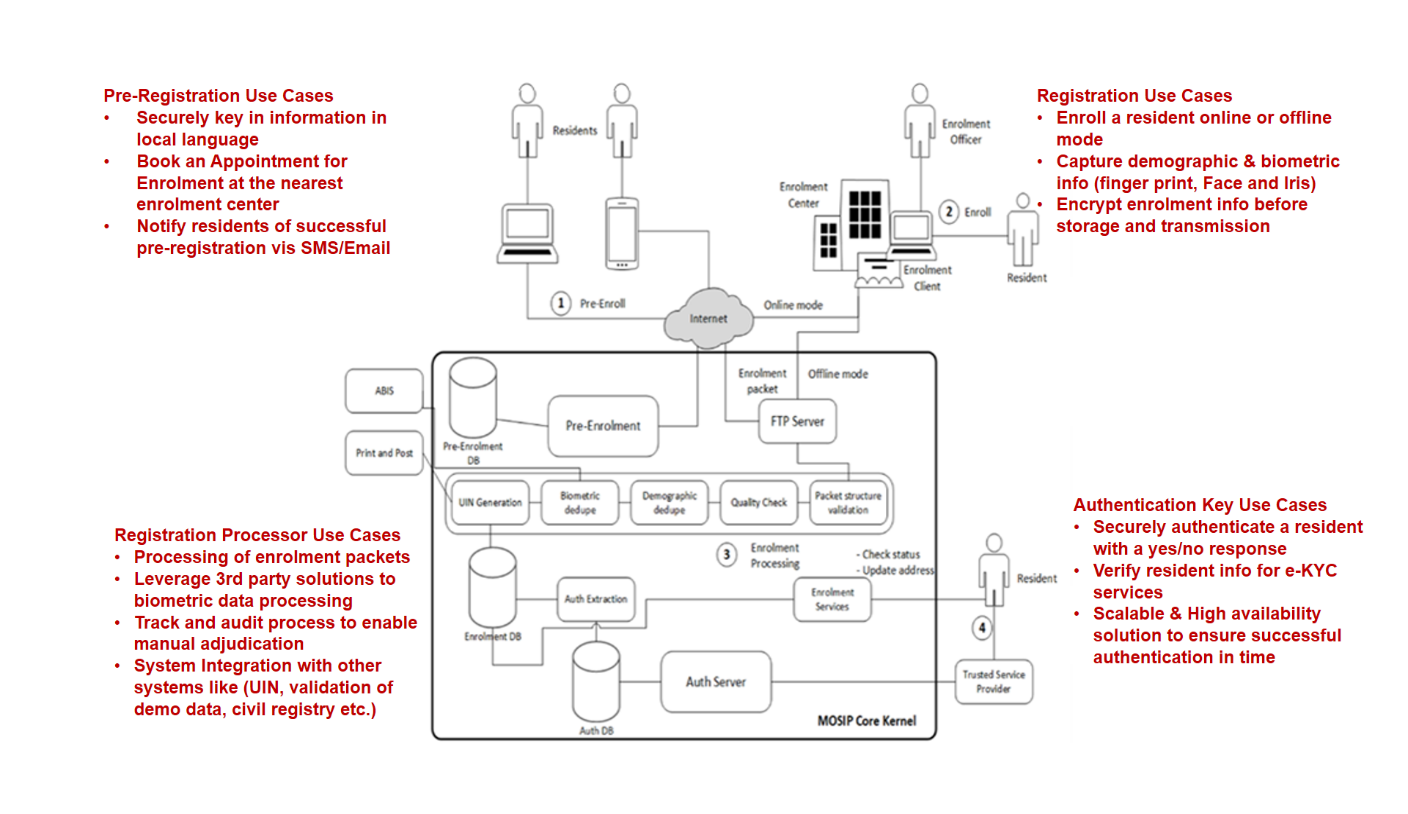 Pre-Registration Use Cases
• Securely key in information in
local language
• Book an Appointment for
Enrolment at the nearest
enrolment center
• Notify residents of successful
pre-registration vis SMS/Email
Residents
Enrolment
Officer
Enrolment
Center
2 Enroll
Enrolment
Client
Resident
Registration Use Cases
• Enroll a resident online or offline
mode
• Capture demographic & biometric
info (finger print, Face and Iris)
• Encrypt enrolment info before
storage and transmission
1 Pre-Enroll
Internet
Online mode
Enrolment
packet
Offline mode
ABIS
Print and Post
Pre-Enrolment
DB
Pre-Enrolment
FTP Server
UIN Generation
Biometric
dedupe
Demographic
dedupe
Quality Check
Packet structure
validation
3 Enrolment
Processing
- Check status
- Update address
Registration Processor Use Cases
• Processing of enrolment packets
• Leverage 3rd party solutions to
biometric data processing
• Track and audit process to enable
manual adjudication
• System Integration with other
systems like (UIN, validation of
demo data, civil registry etc.)
Enrolment DB
Auth Extraction
Enrolment
Services
Resident
4
Auth DB
Auth Server
Trusted Service
Provider
MOSIP Core Kernel
Authentication Key Use Cases
• Securely authenticate a resident
with a yes/no response
• Verify resident info for e-KYC
services
• Scalable & High availability
solution to ensure successful
authentication in time